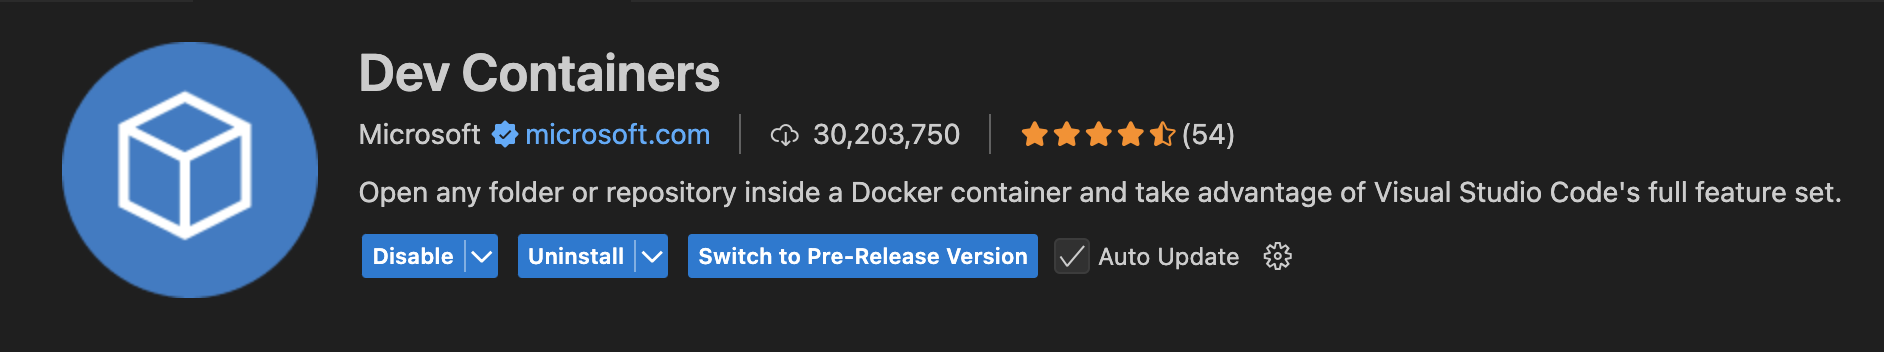 Dev Containers
Microsoft microsoft.com 30,203,750 (54)
Open any folder or repository inside a Docker container and take advantage of Visual Studio Code's full feature set.
Disable Uninstall Switch to Pre-Release Version Auto Update